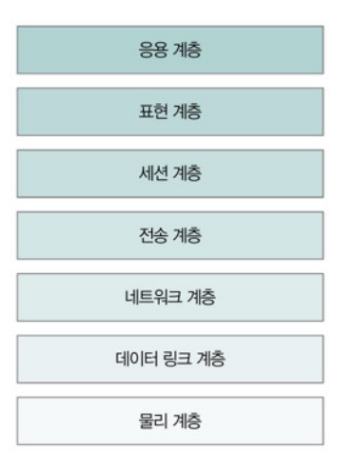 응용 계층
표현 계층
세션 계층
전송 계층
네트워크 계층
데이터 링크 계층
물리 계층